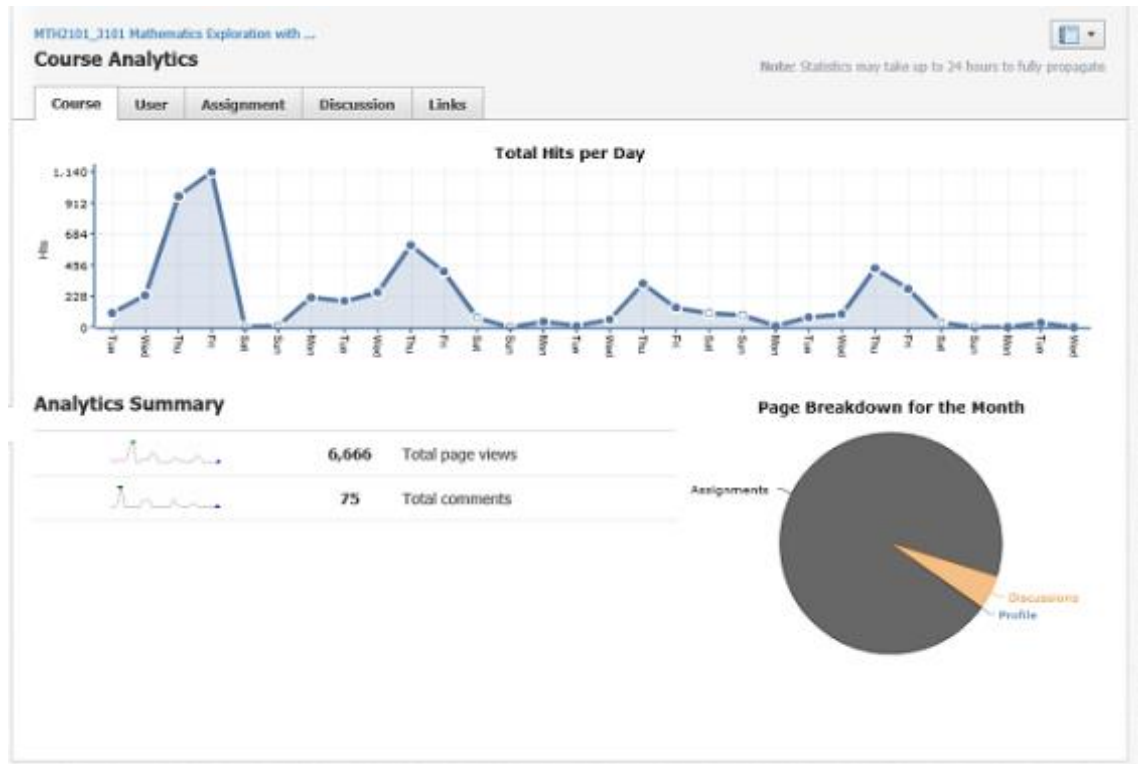 MTH2101_3101 Mathematics Exploration with ...
Course Analytics
Note: Statistics may take up to 24 hours to fully propagate
Course User Assignment Discussion Links
Total Hits per Day
1,140
912
684
456
228
0
Hits
Tue Wed Thu Fri Sat Sun Mon Tue Wed Thu Fri Sat Sun Mon Tue Wed Thu Fri Sat Sun Mon Tue Wed Thu Fri Sat Sun Mon Tue Wed
Analytics Summary
Page Breakdown for the Month
6,666 Total page views
75 Total comments
Assignments
Discussions
Profile